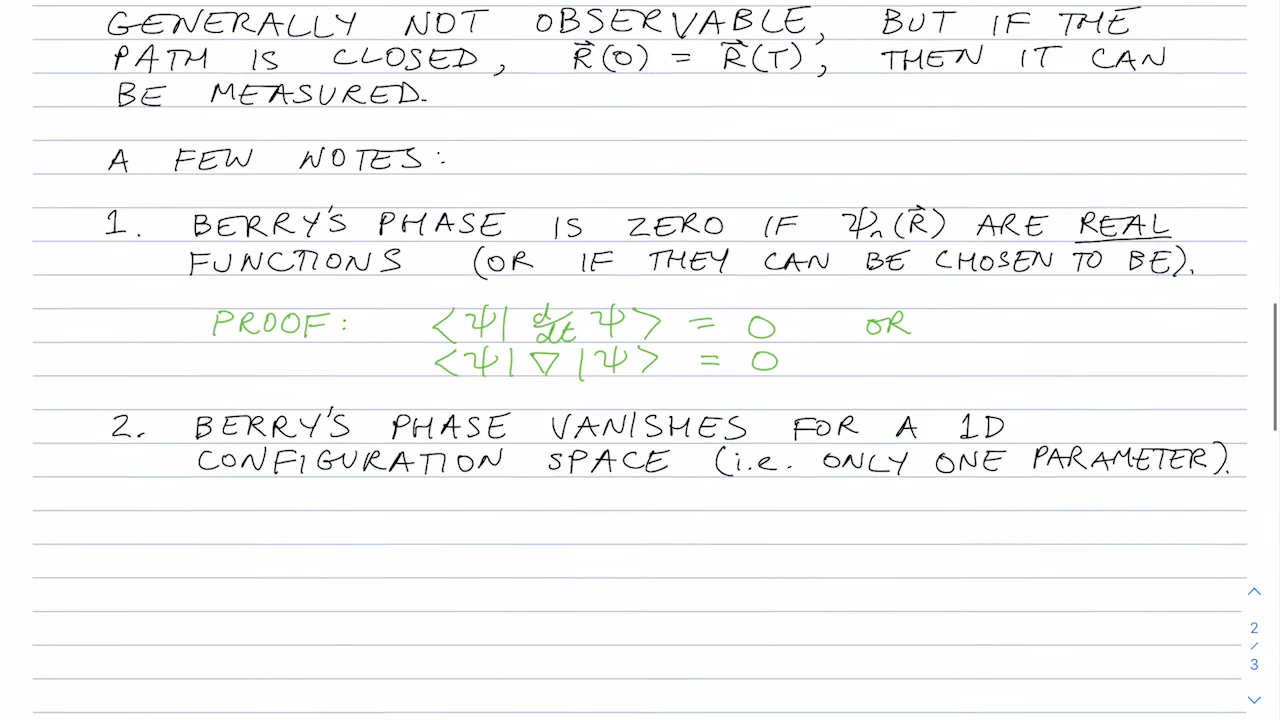 GENERALLY NOT OBSERVABLE, BUT IF THE
PATH IS CLOSED, R⃗(0) = R⃗(T), THEN IT CAN
BE MEASURED.
A FEW NOTES:
1. BERRY'S PHASE IS ZERO IF ψₙ(R⃗) ARE REAL
FUNCTIONS (OR IF THEY CAN BE CHOSEN TO BE).
PROOF: <ψ| d/dt ψ> = 0 OR
<ψ| ∇ |ψ> = 0
2. BERRY'S PHASE VANISHES FOR A 1D
CONFIGURATION SPACE (i.e. ONLY ONE PARAMETER).
2
/
3